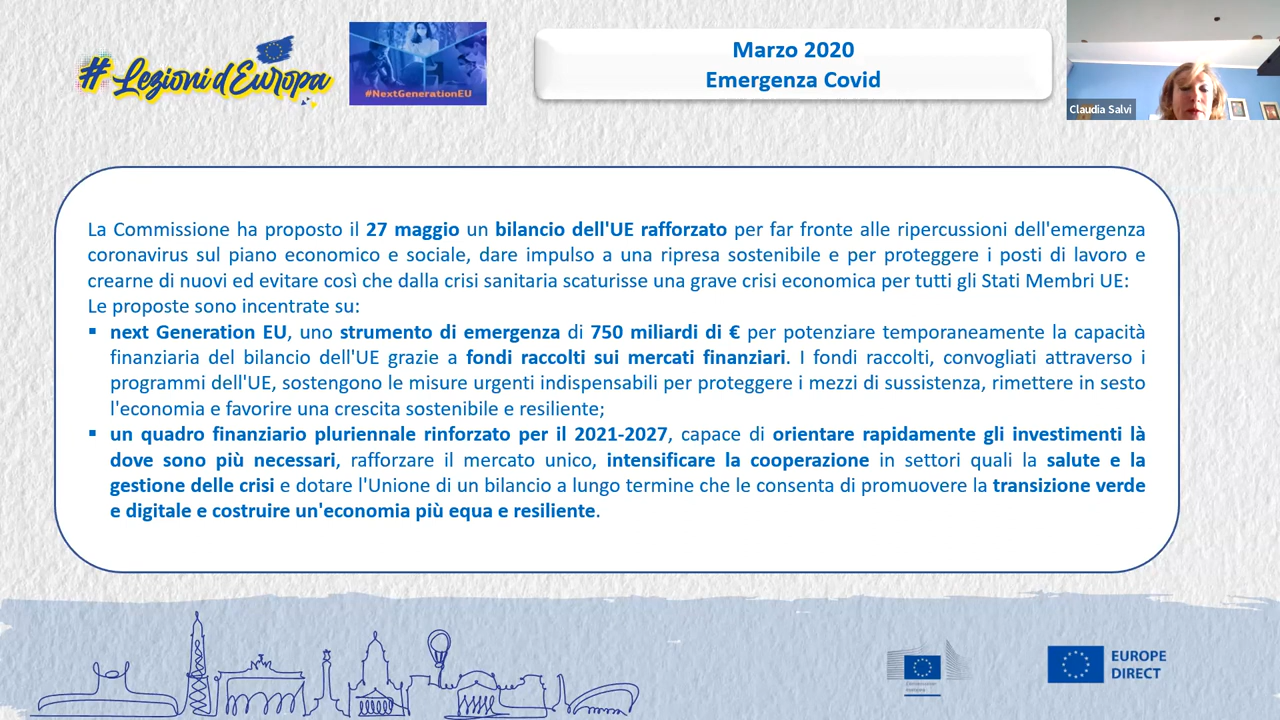 #Lezioni d'Europa
#NextGenerationEU
Marzo 2020
Emergenza Covid
Claudia Salvi
La Commissione ha proposto il 27 maggio un bilancio dell'UE rafforzato per far fronte alle ripercussioni dell'emergenza
coronavirus sul piano economico e sociale, dare impulso a una ripresa sostenibile e per proteggere i posti di lavoro e
crearne di nuovi ed evitare così che dalla crisi sanitaria scaturisse una grave crisi economica per tutti gli Stati Membri UE:
Le proposte sono incentrate su:
▪ next Generation EU, uno strumento di emergenza di 750 miliardi di € per potenziare temporaneamente la capacità
finanziaria del bilancio dell'UE grazie a fondi raccolti sui mercati finanziari. I fondi raccolti, convogliati attraverso i
programmi dell'UE, sostengono le misure urgenti indispensabili per proteggere i mezzi di sussistenza, rimettere in sesto
l'economia e favorire una crescita sostenibile e resiliente;
▪ un quadro finanziario pluriennale rinforzato per il 2021-2027, capace di orientare rapidamente gli investimenti là
dove sono più necessari, rafforzare il mercato unico, intensificare la cooperazione in settori quali la salute e la
gestione delle crisi e dotare l'Unione di un bilancio a lungo termine che le consenta di promuovere la transizione verde
e digitale e costruire un'economia più equa e resiliente.
Commissione
europea
EUROPE
DIRECT